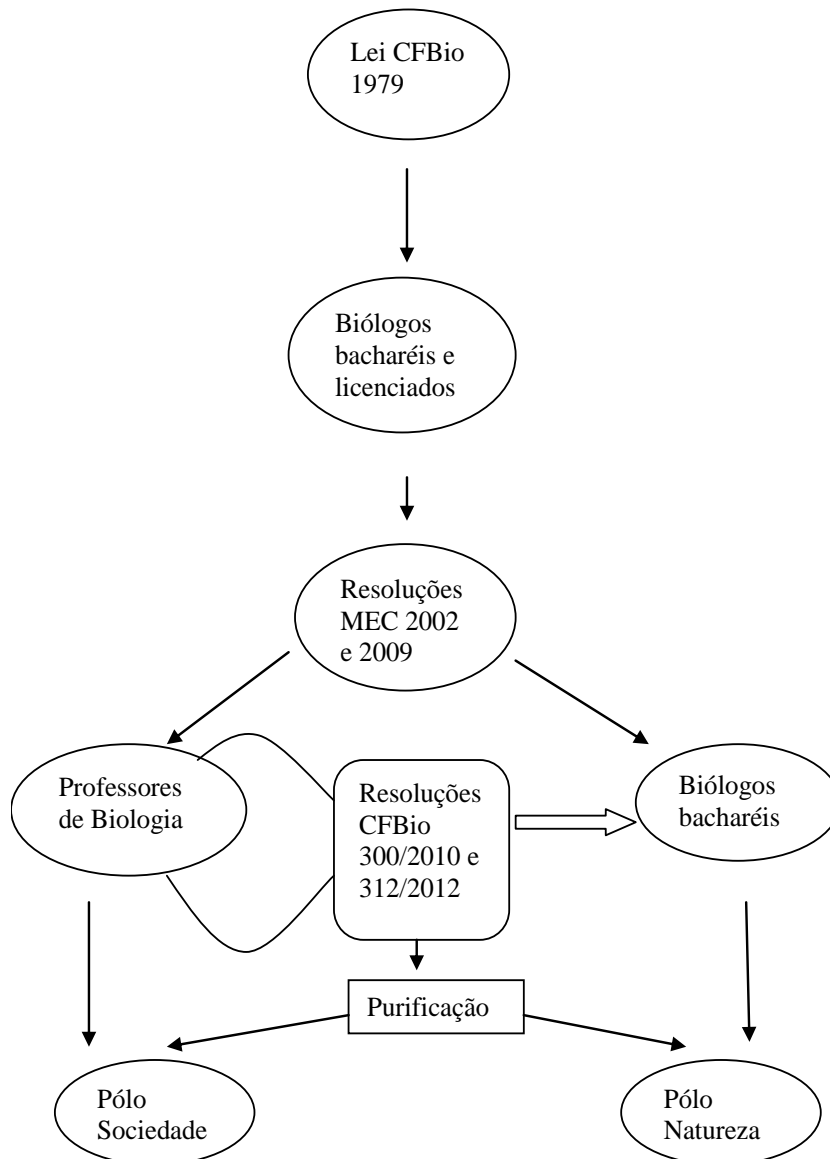 Lei CFBio
1979
Biólogos
bacharéis e
licenciados
Resoluções
MEC 2002
e 2009
Professores
de Biologia
Resoluções
CFBio
300/2010 e
312/2012
Biólogos
bacharéis
Purificação
Pólo
Sociedade
Pólo
Natureza